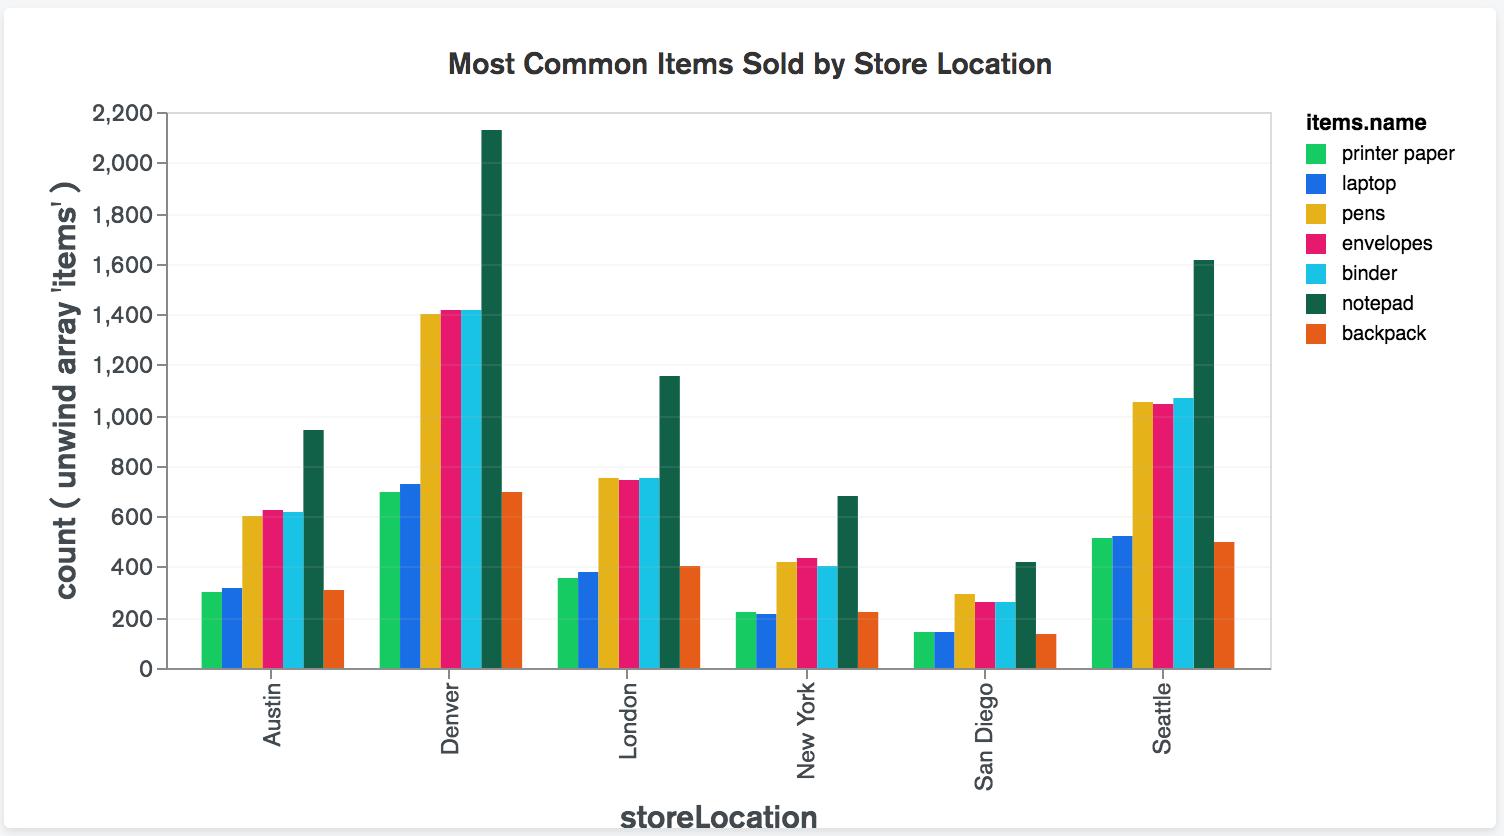 Most Common Items Sold by Store Location
count ( unwind array 'items' )
2,200
2,000
1,800
1,600
1,400
1,200
1,000
800
600
400
200
0
Austin
Denver
London
New York
San Diego
Seattle
storeLocation
items.name
printer paper
laptop
pens
envelopes
binder
notepad
backpack